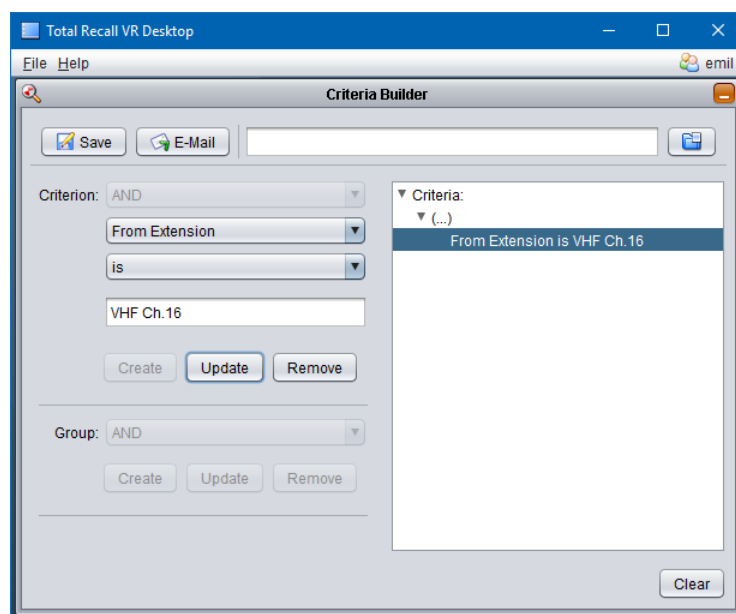 Total Recall VR Desktop
File Help
emil
Criteria Builder
Save
E-Mail
Criterion: AND
From Extension
is
VHF Ch.16
Create Update Remove
Group: AND
Create Update Remove
Criteria:
(...)
From Extension is VHF Ch.16
Clear